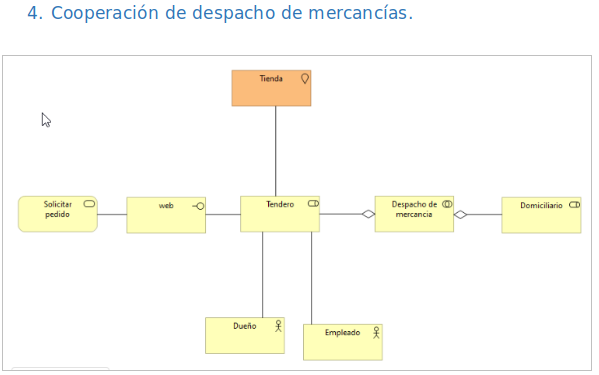 4. Cooperación de despacho de mercancías.
Tienda
Solicitar
pedido
web
Tendero
Despacho de
mercancia
Domiciliario
Dueño
Empleado